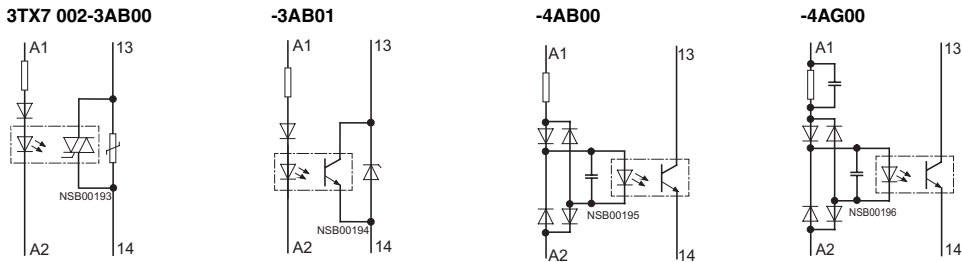 3TX7 002-3AB00
-3AB01
-4AB00
-4AG00
A1
13
NSB00193
A2
14
A1
13
NSB00194
A2
14
A1
13
NSB00195
A2
14
A1
13
NSB00196
A2
14